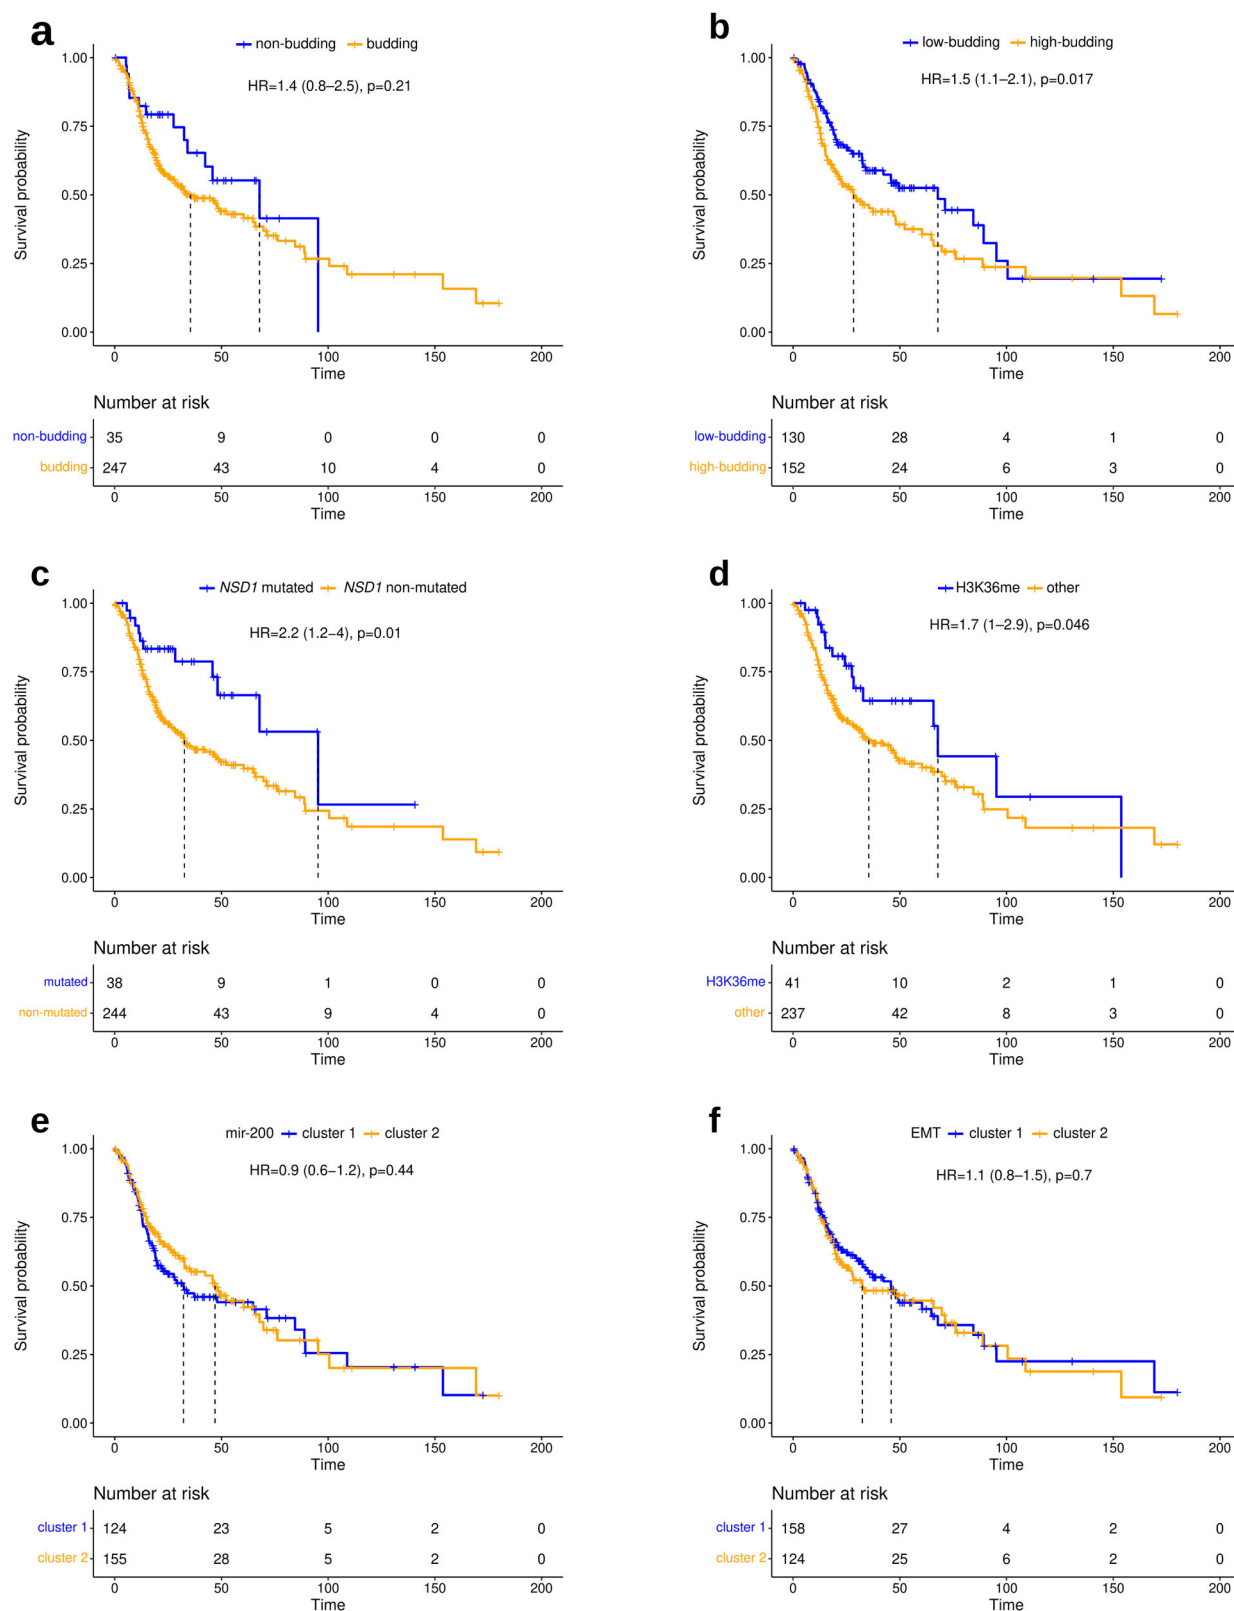 a
non-budding budding
HR=1.4 (0.8–2.5), p=0.21
Survival probability
1.00
0.75
0.50
0.25
0.00
0 50 100 150 200
Time
Number at risk
non-budding 35 9 0 0 0
budding 247 43 10 4 0
0 50 100 150 200
Time
b
low-budding high-budding
HR=1.5 (1.1–2.1), p=0.017
Survival probability
1.00
0.75
0.50
0.25
0.00
0 50 100 150 200
Time
Number at risk
low-budding 130 28 4 1 0
high-budding 152 24 6 3 0
0 50 100 150 200
Time
c
NSD1 mutated NSD1 non-mutated
HR=2.2 (1.2–4), p=0.01
Survival probability
1.00
0.75
0.50
0.25
0.00
0 50 100 150 200
Time
Number at risk
mutated 38 9 1 0 0
non-mutated 244 43 9 4 0
0 50 100 150 200
Time
d
H3K36me other
HR=1.7 (1–2.9), p=0.046
Survival probability
1.00
0.75
0.50
0.25
0.00
0 50 100 150 200
Time
Number at risk
H3K36me 41 10 2 1 0
other 237 42 8 3 0
0 50 100 150 200
Time
e
mir-200 cluster 1 cluster 2
HR=0.9 (0.6–1.2), p=0.44
Survival probability
1.00
0.75
0.50
0.25
0.00
0 50 100 150 200
Time
Number at risk
cluster 1 124 23 5 2 0
cluster 2 155 28 5 2 0
0 50 100 150 200
Time
f
EMT cluster 1 cluster 2
HR=1.1 (0.8–1.5), p=0.7
Survival probability
1.00
0.75
0.50
0.25
0.00
0 50 100 150 200
Time
Number at risk
cluster 1 158 27 4 2 0
cluster 2 124 25 6 2 0
0 50 100 150 200
Time